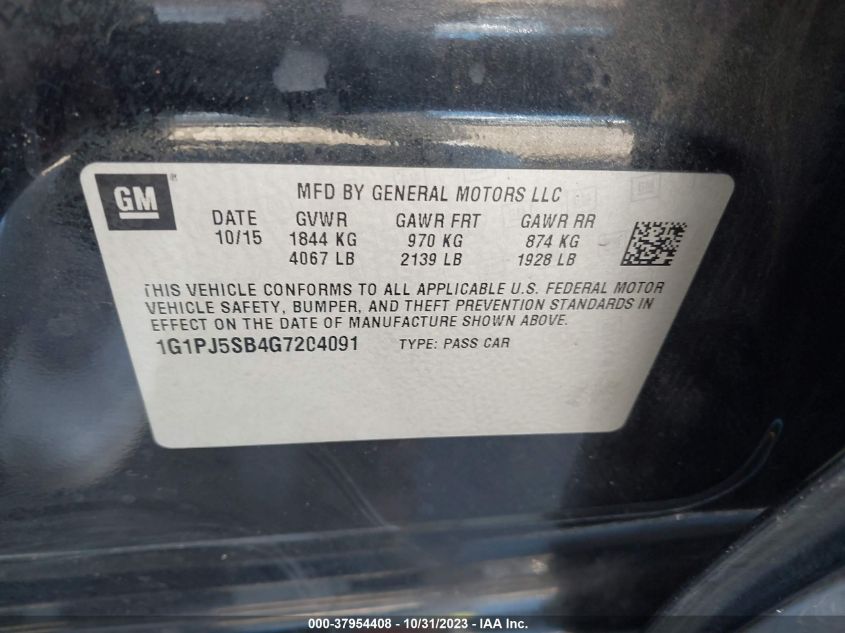 GM
MFD BY GENERAL MOTORS LLC
DATE GVWR GAWR FRT GAWR RR
10/15 1844 KG 970 KG 874 KG
4067 LB 2139 LB 1928 LB
THIS VEHICLE CONFORMS TO ALL APPLICABLE U.S. FEDERAL MOTOR
VEHICLE SAFETY, BUMPER, AND THEFT PREVENTION STANDARDS IN
EFFECT ON THE DATE OF MANUFACTURE SHOWN ABOVE.
1G1PJ5SB4G7204091 TYPE: PASS CAR
000-37954408 - 10/31/2023 - IAA Inc.